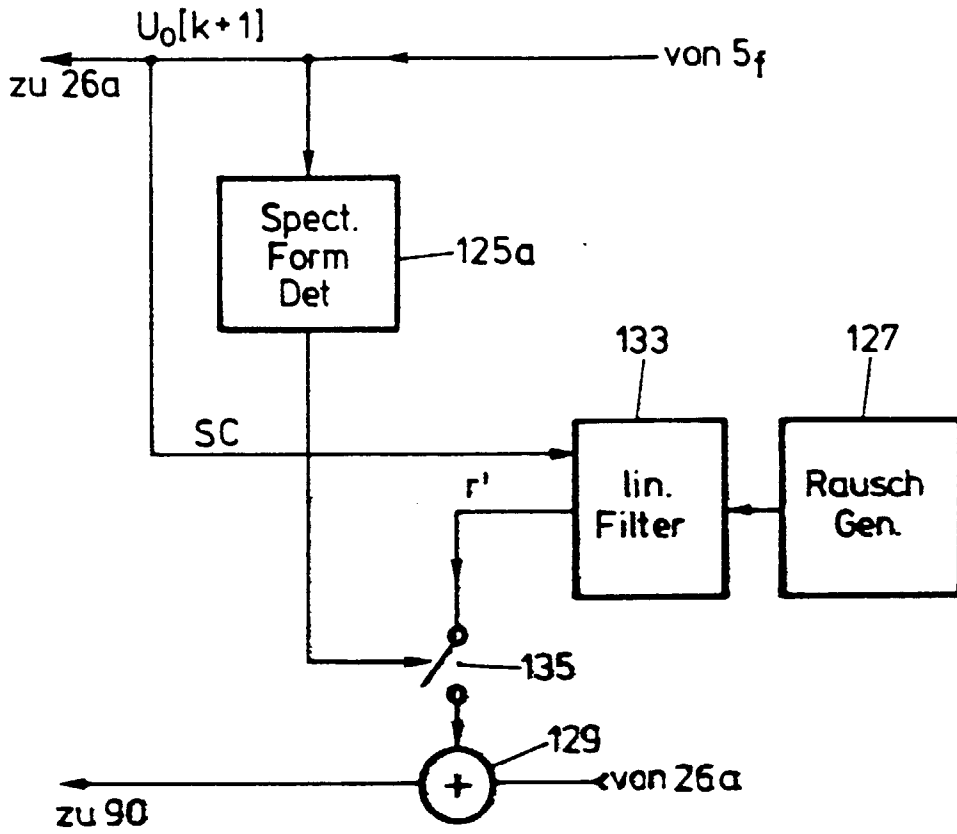 U₀[k+1]
von 5f
zu 26a
Spect.
Form
Det
125a
133
127
SC
r'
lin.
Filter
Rausch
Gen.
135
129
von 26a
zu 90